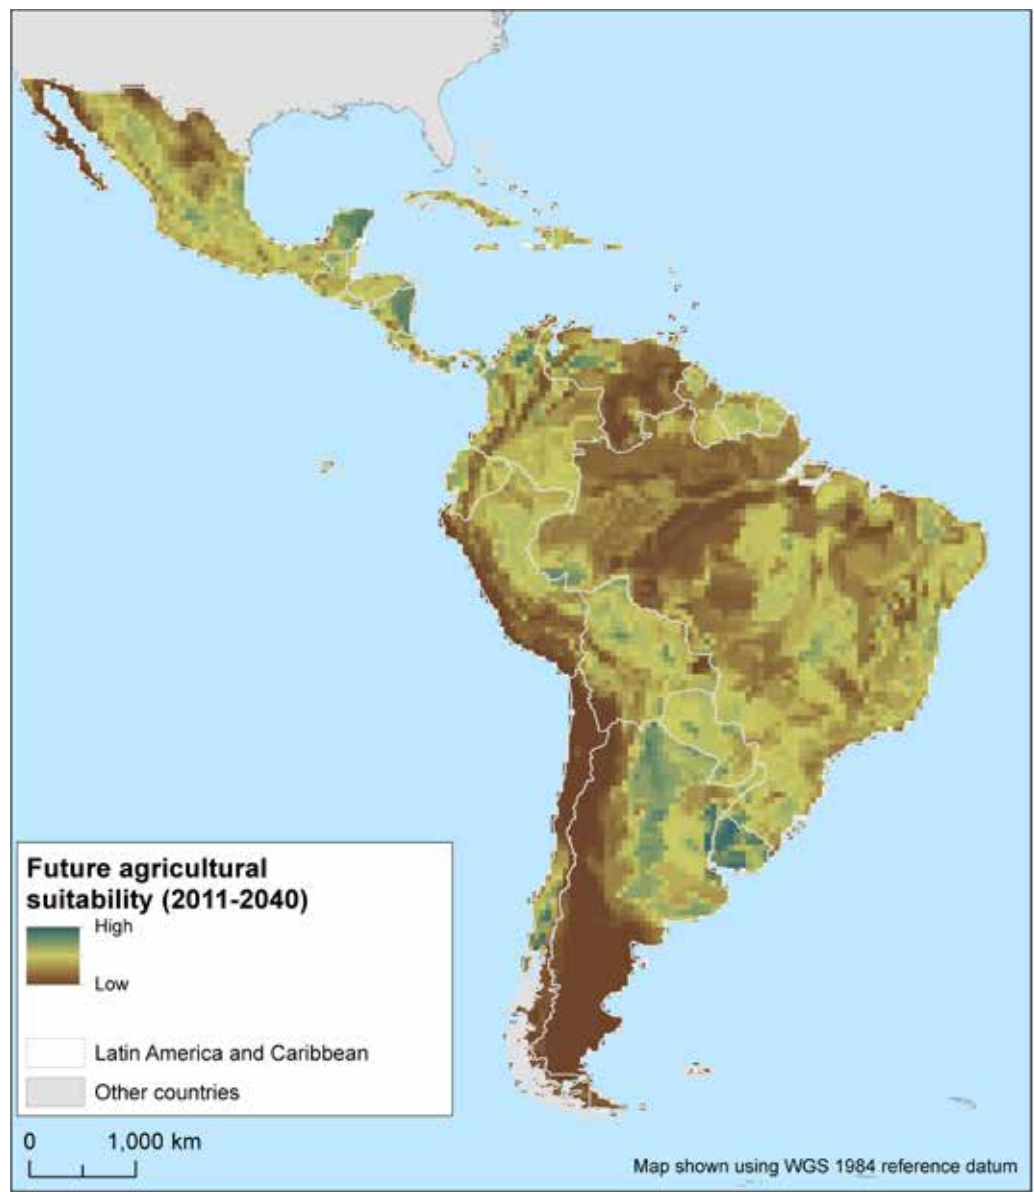 Future agricultural
suitability (2011-2040)
High
Low
Latin America and Caribbean
Other countries
0 1,000 km
Map shown using WGS 1984 reference datum